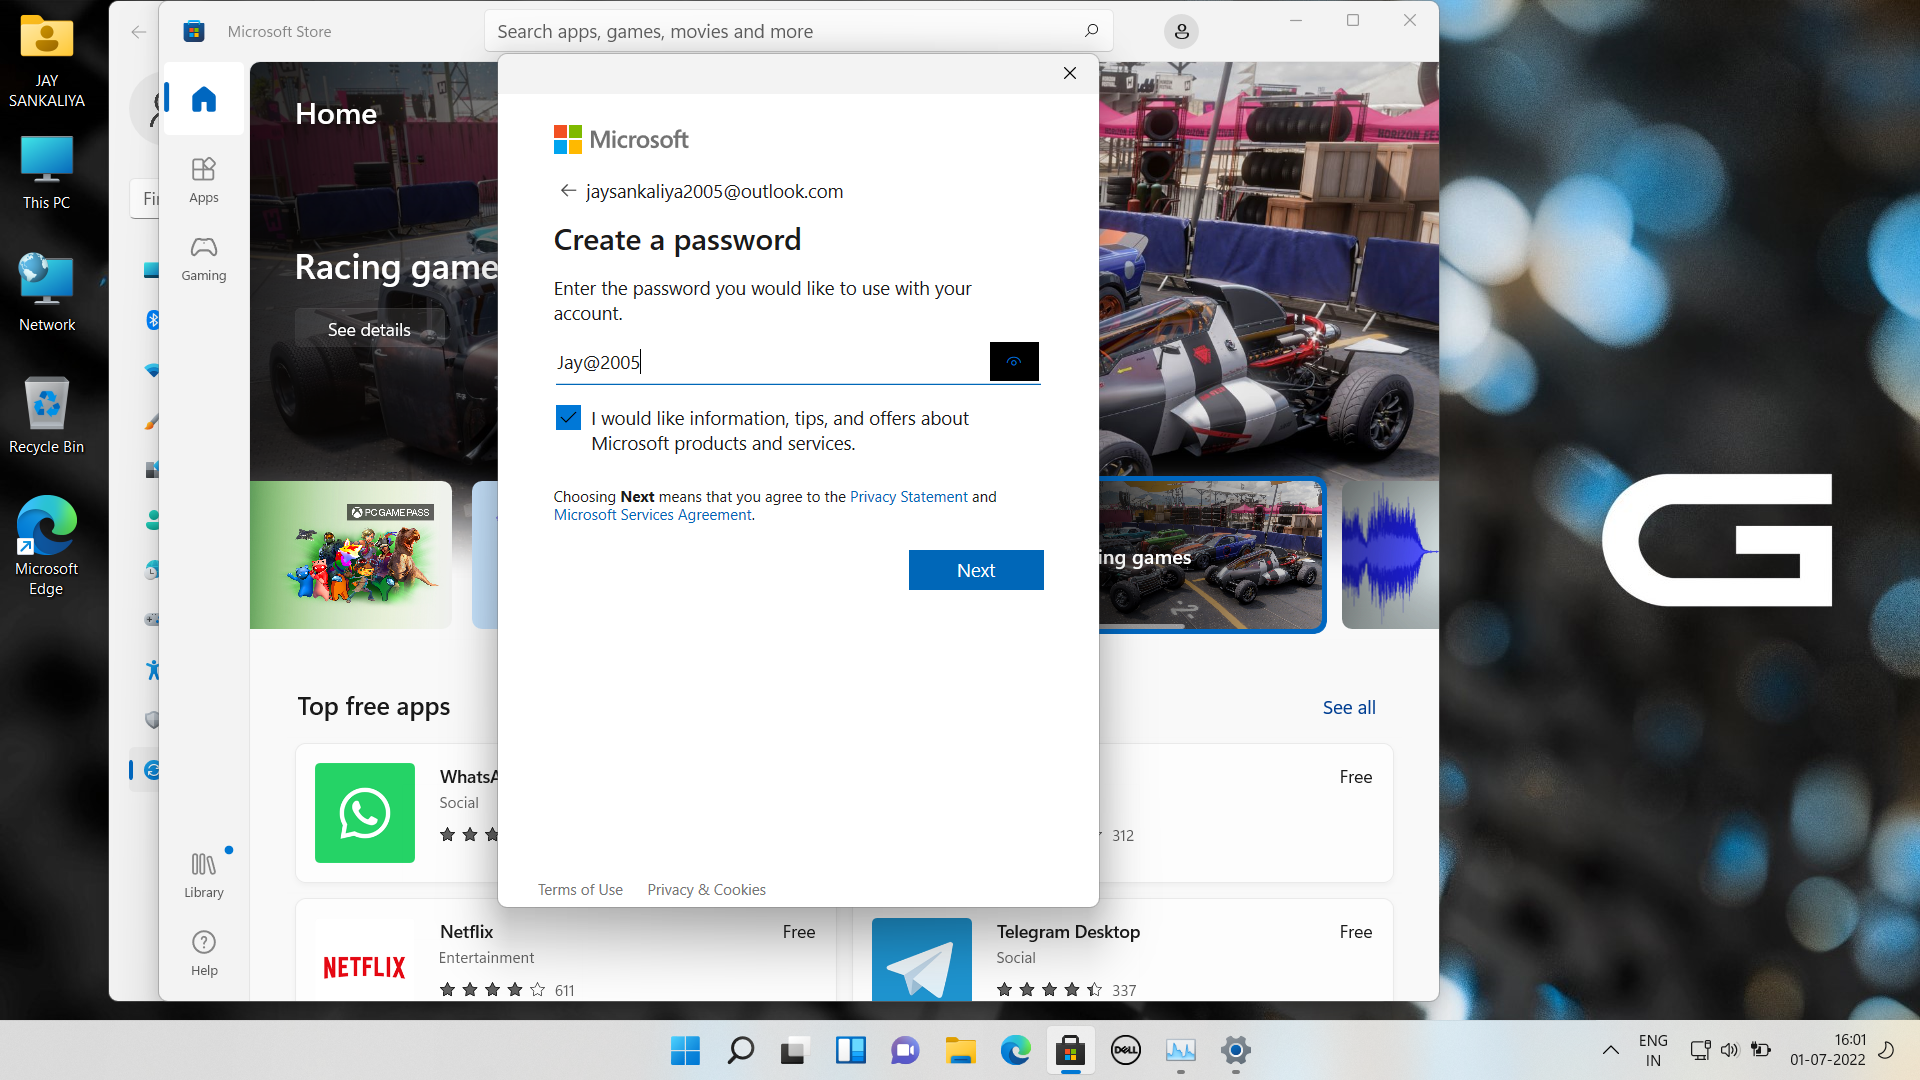 JAY
SANKALIYA
This PC
Network
Recycle Bin
Microsoft
Edge
Microsoft Store
Search apps, games, movies and more
Home
Apps
Gaming
Library
Help
Racing game
See details
PC GAME PASS
Microsoft
jaysankaliya2005@outlook.com
Create a password
Enter the password you would like to use with your
account.
Jay@2005
I would like information, tips, and offers about
Microsoft products and services.
Choosing Next means that you agree to the Privacy Statement and
Microsoft Services Agreement.
Next
Terms of Use
Privacy & Cookies
ing games
Top free apps
See all
WhatsA
Social
Free
312
NETFLIX
Netflix
Entertainment
611
Free
Telegram Desktop
Social
337
Free
G
DELL
ENG
IN
16:01
01-07-2022